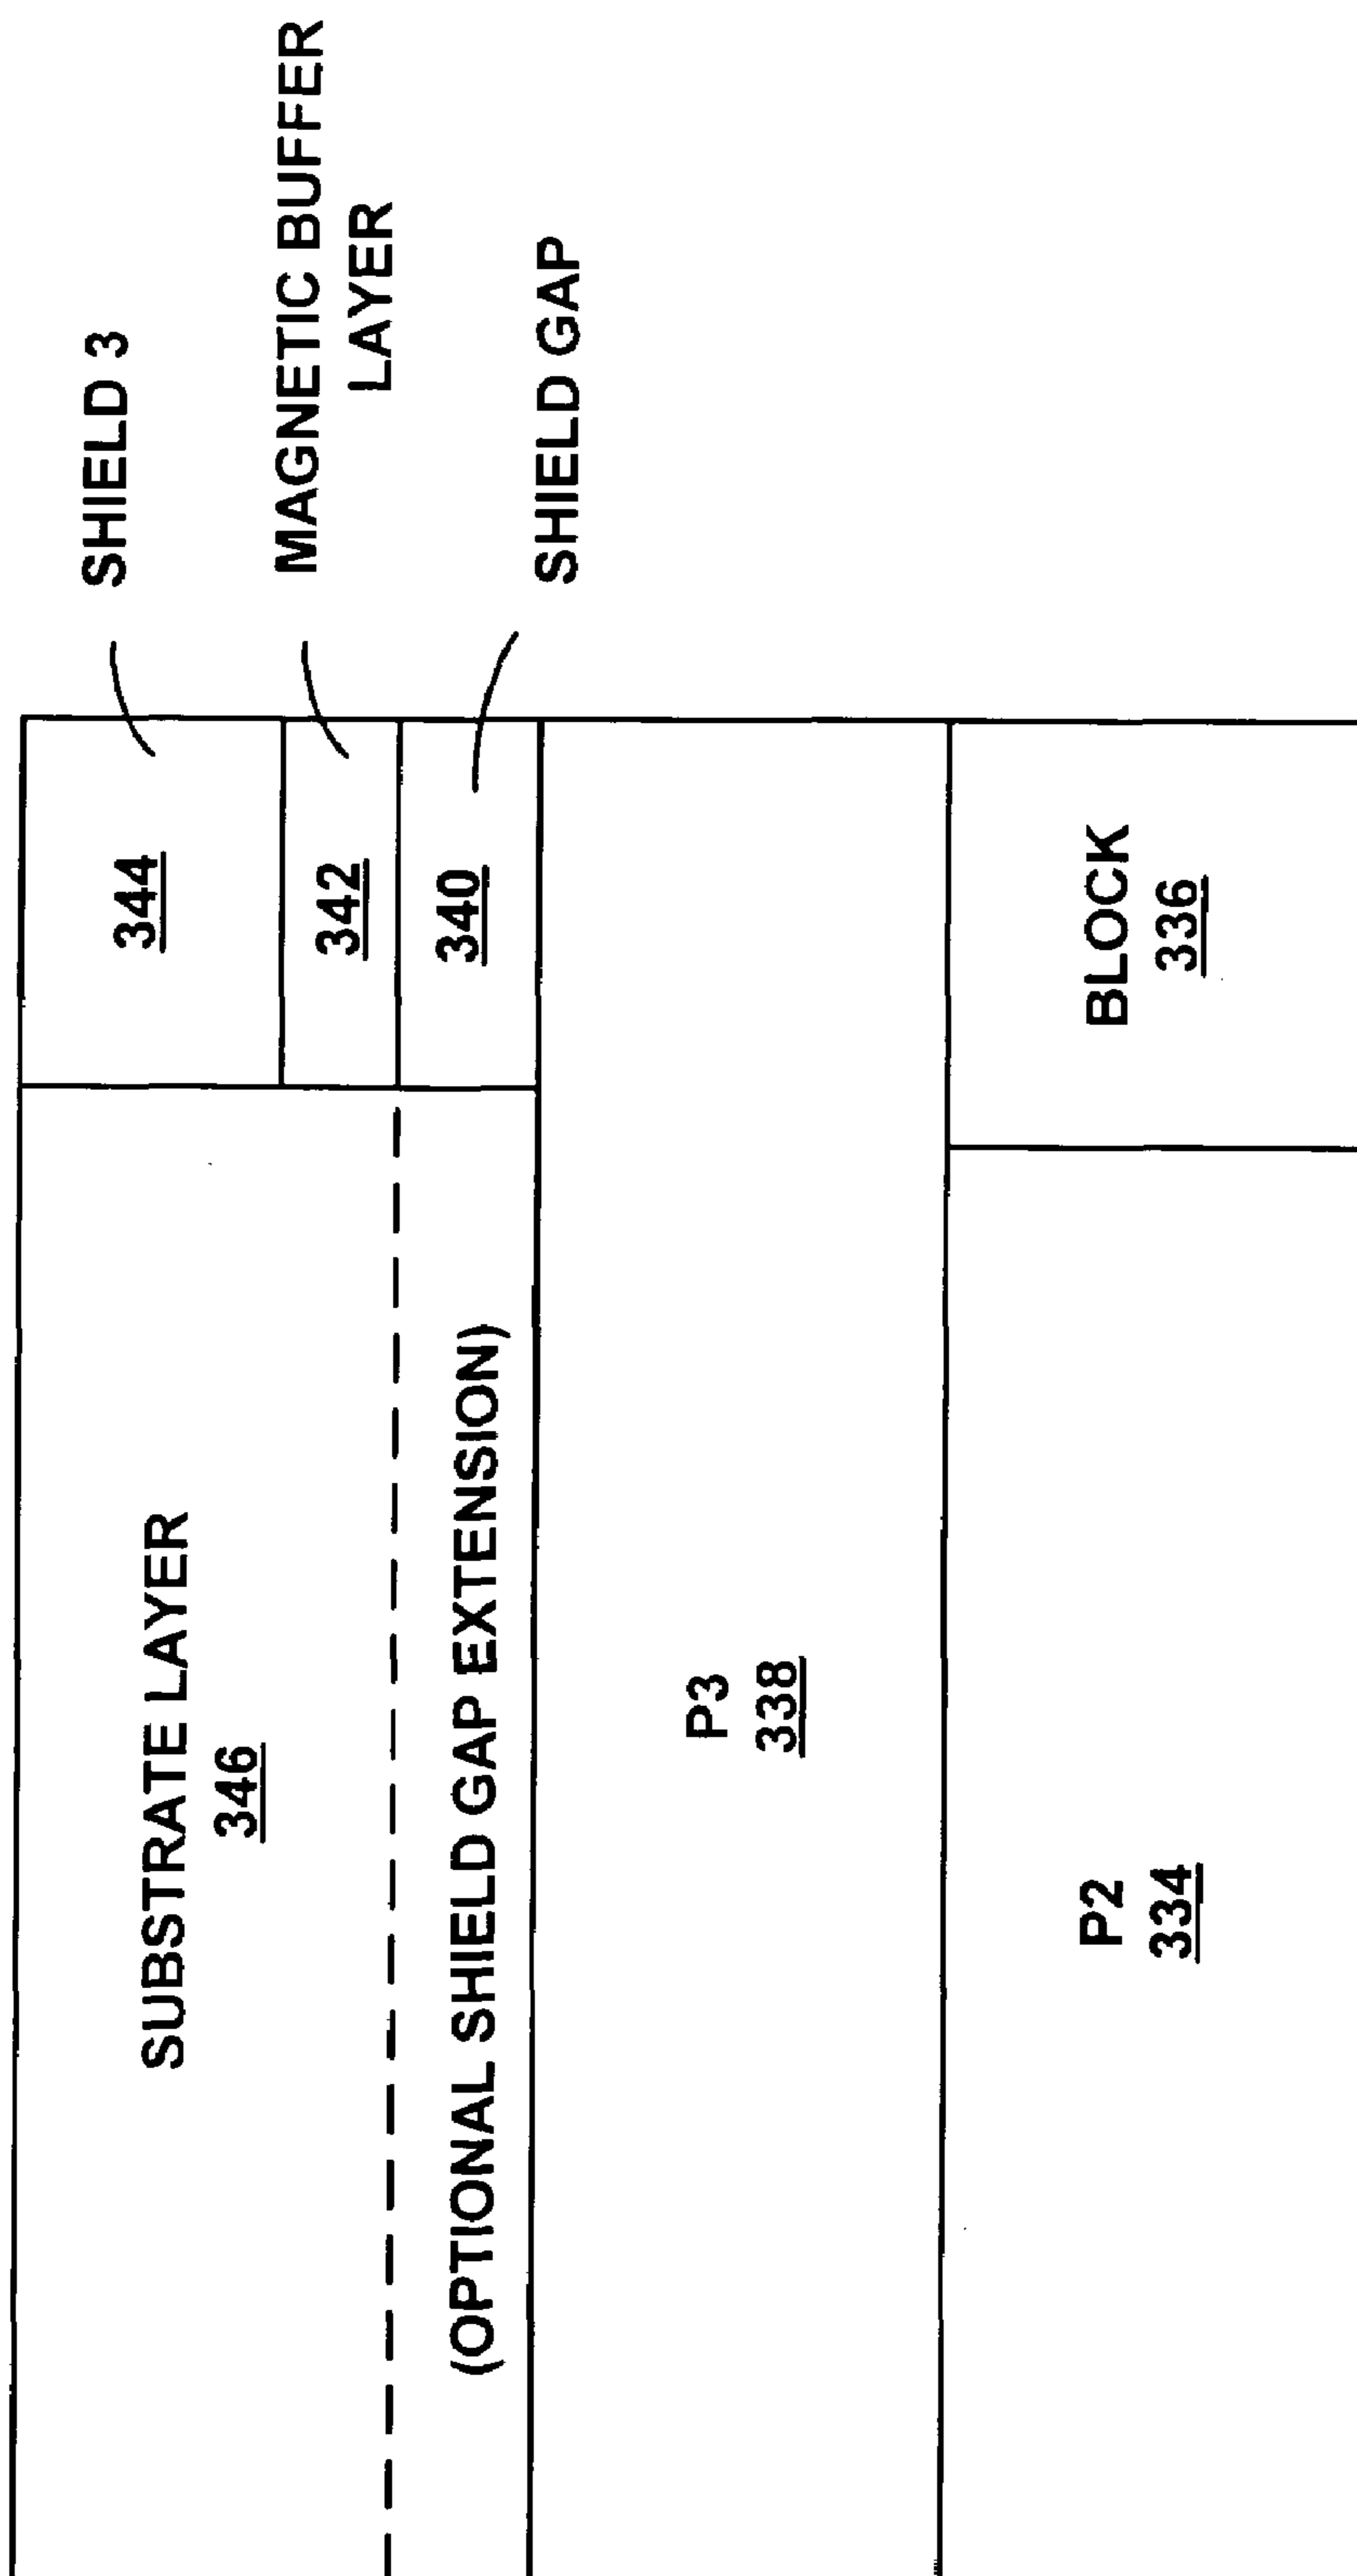 SHIELD 3
344
MAGNETIC BUFFER
LAYER
342
SHIELD GAP
340
SUBSTRATE LAYER
346
(OPTIONAL SHIELD GAP EXTENSION)
P3
338
BLOCK
336
P2
334